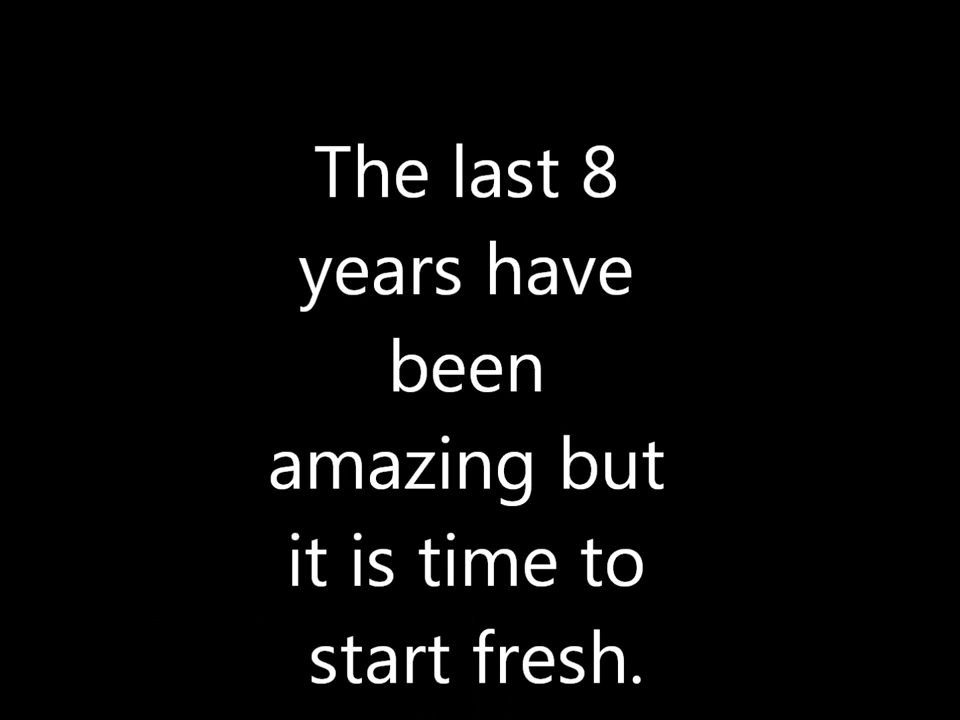 The last 8
years have
been
amazing but
it is time to
start fresh.